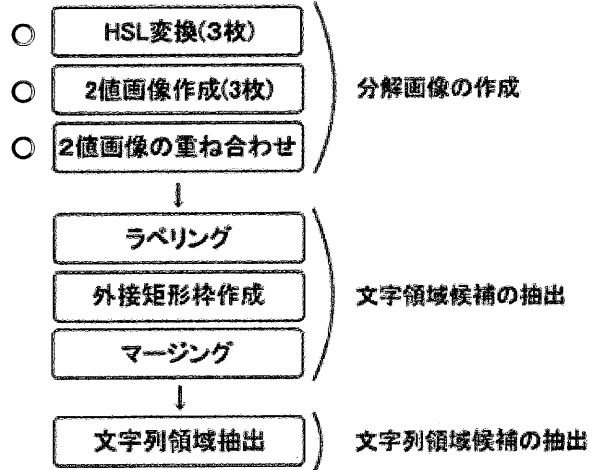 ○ HSL変換(3枚)
○ 2値画像作成(3枚)
分解画像の作成
○ 2値画像の重ね合わせ
↓
ラベリング
外接矩形枠作成
文字領域候補の抽出
マージング
↓
文字列領域抽出
文字列領域候補の抽出